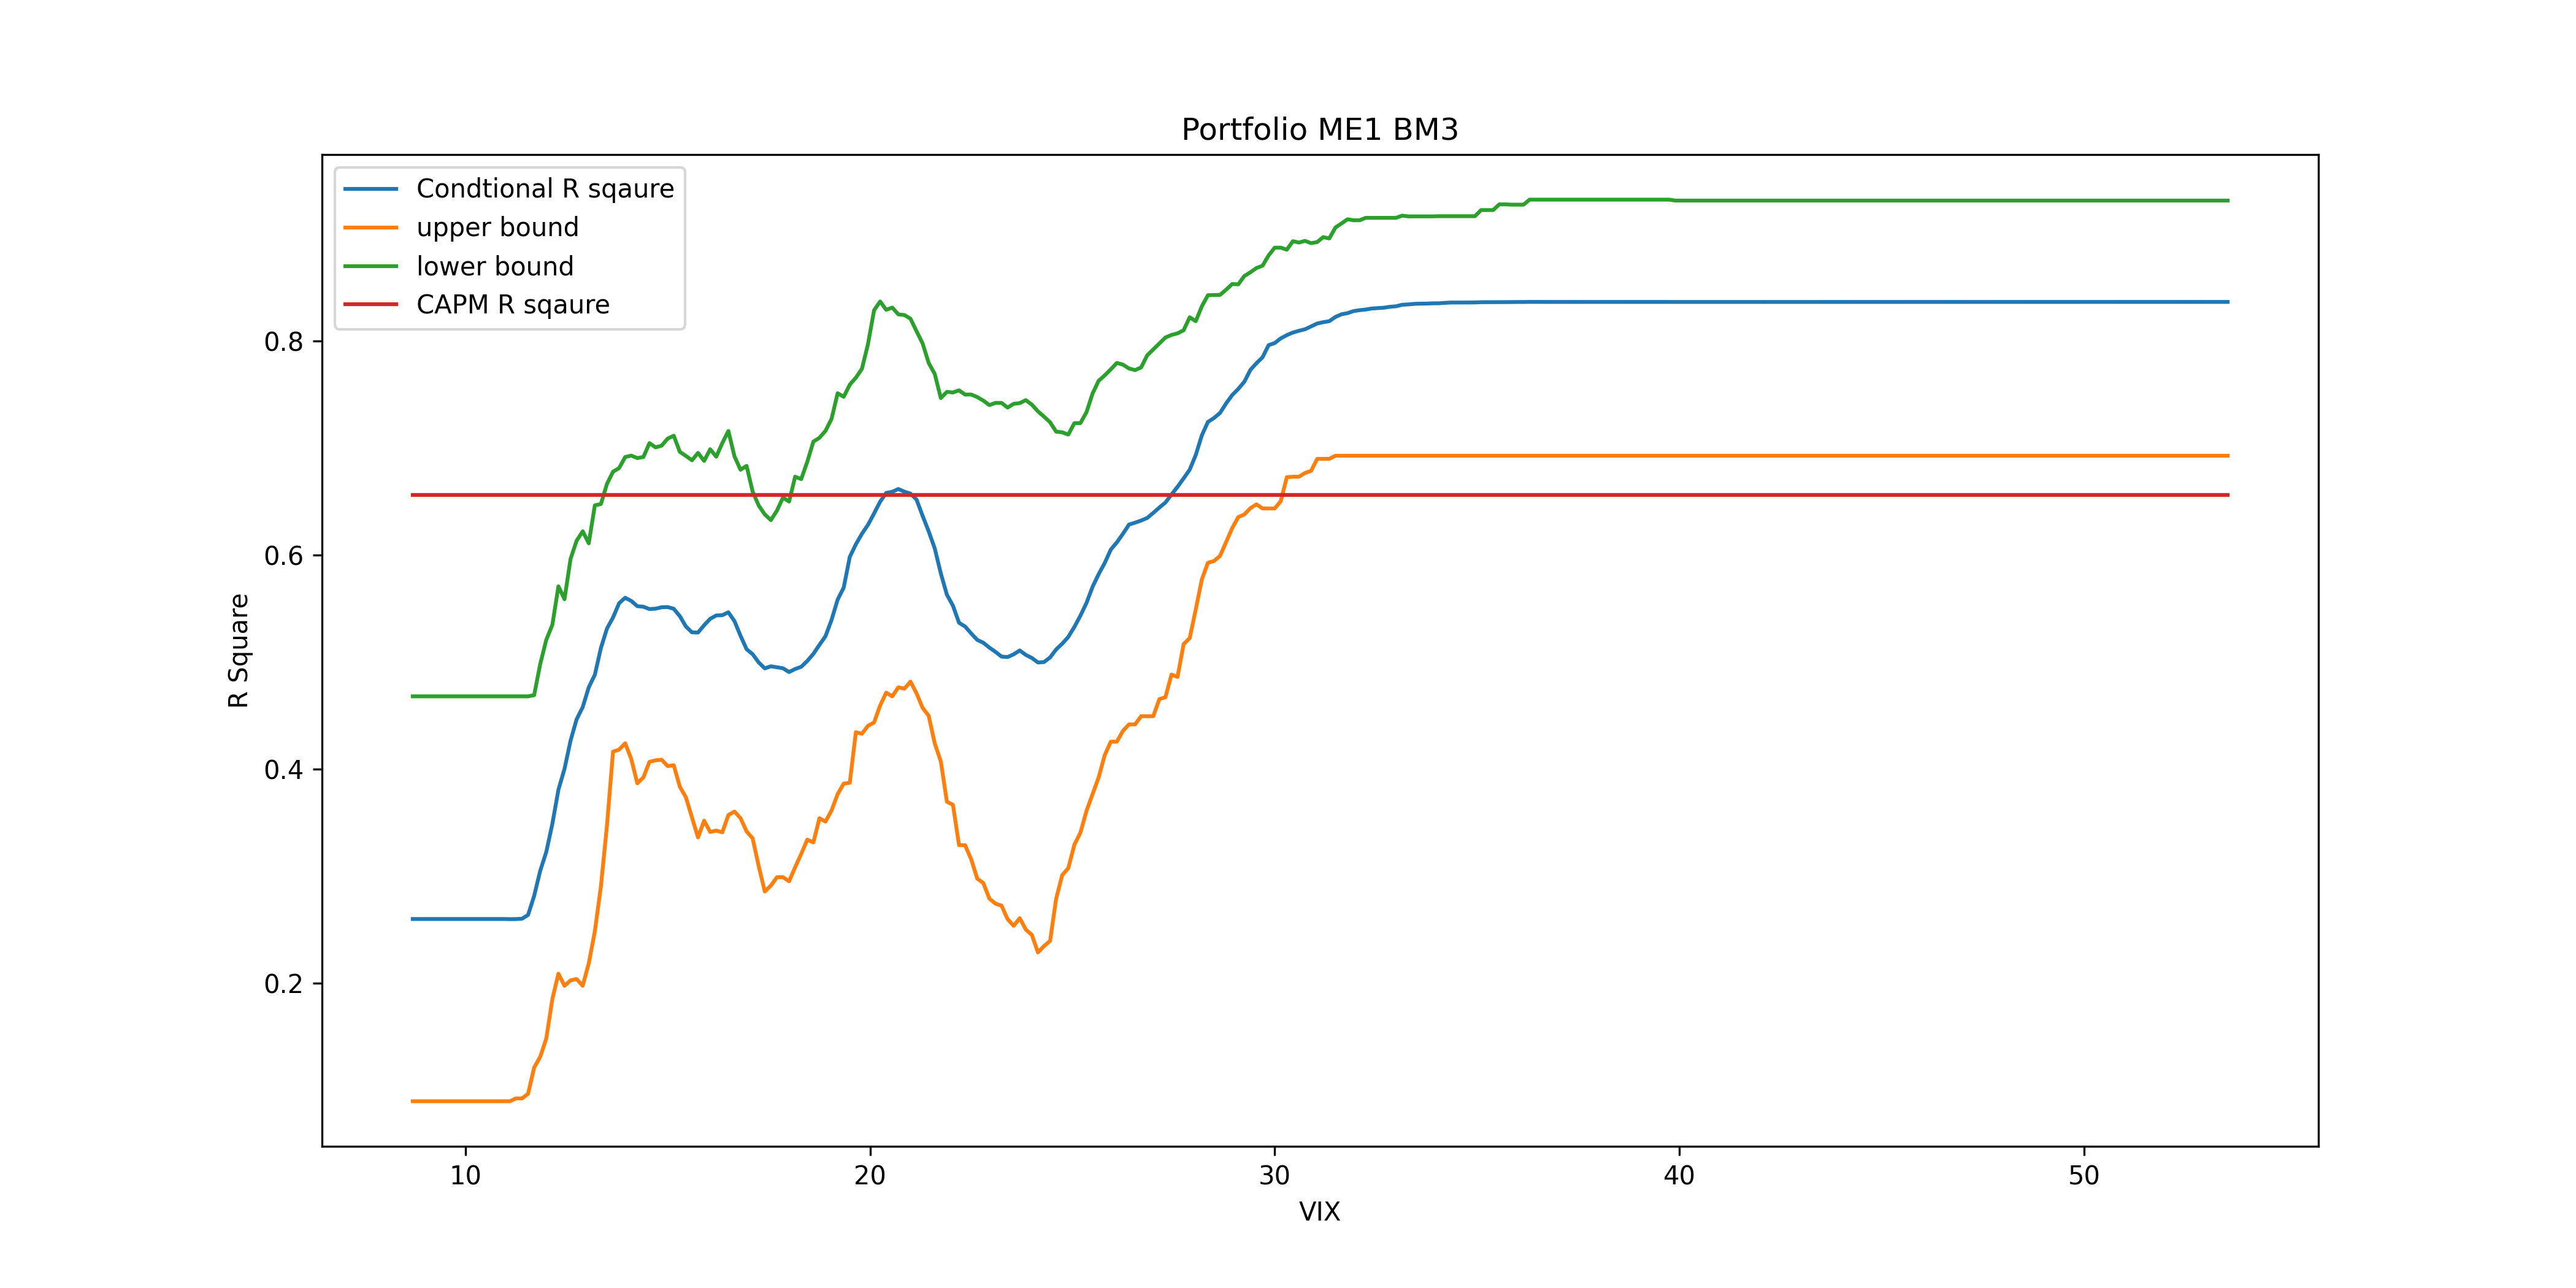 Portfolio ME1 BM3
Condtional R sqaure
upper bound
lower bound
CAPM R sqaure
R Square
0.8
0.6
0.4
0.2
10 20 30 40 50
VIX